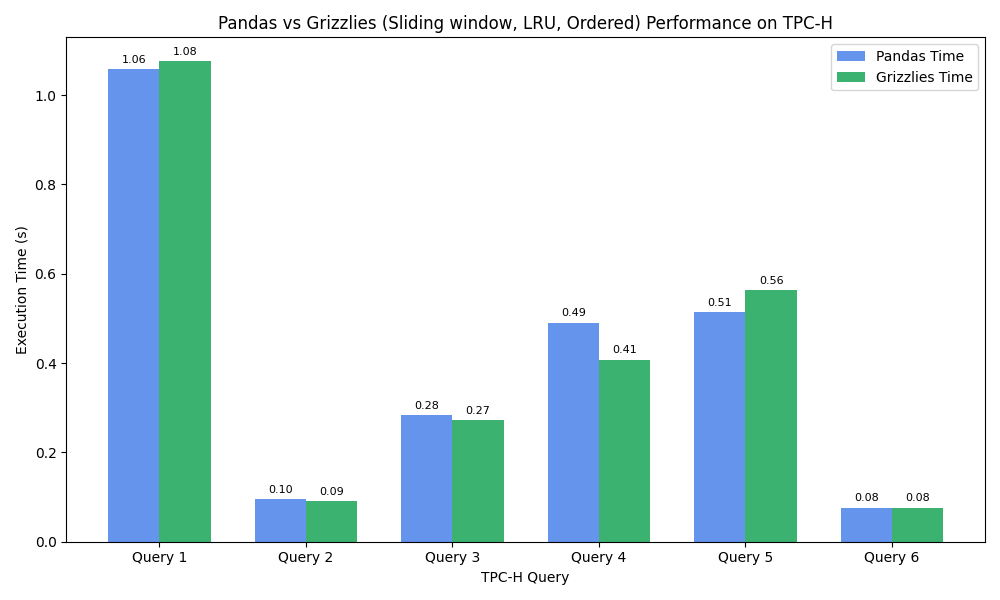 Pandas vs Grizzlies (Sliding window, LRU, Ordered) Performance on TPC-H
Pandas Time
Grizzlies Time
Execution Time (s)
1.0
0.8
0.6
0.4
0.2
0.0
1.06
1.08
0.10
0.09
0.28
0.27
0.49
0.41
0.51
0.56
0.08
0.08
Query 1
Query 2
Query 3
Query 4
Query 5
Query 6
TPC-H Query